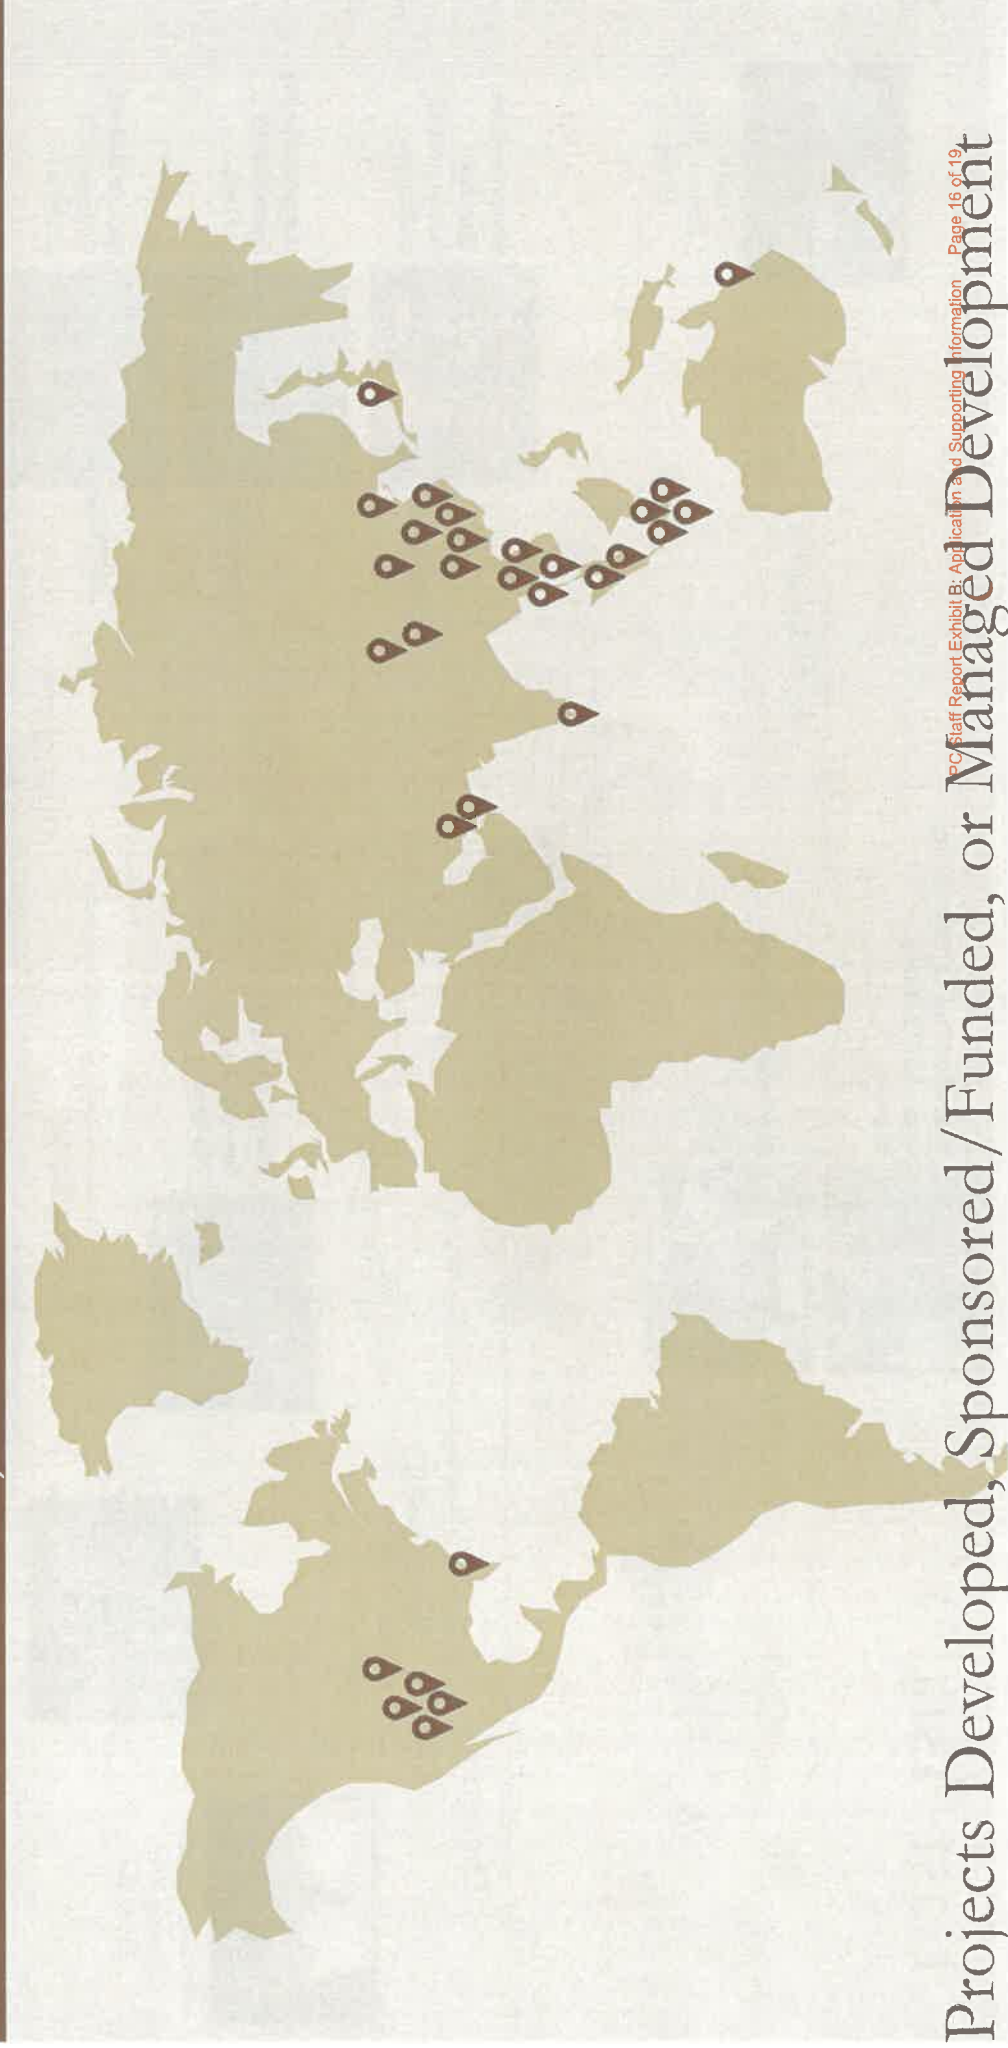 PC Staff Report Exhibit B: Application and Supporting Information Page 16 of 19
Projects Developed, Sponsored/Funded, or Managed Development